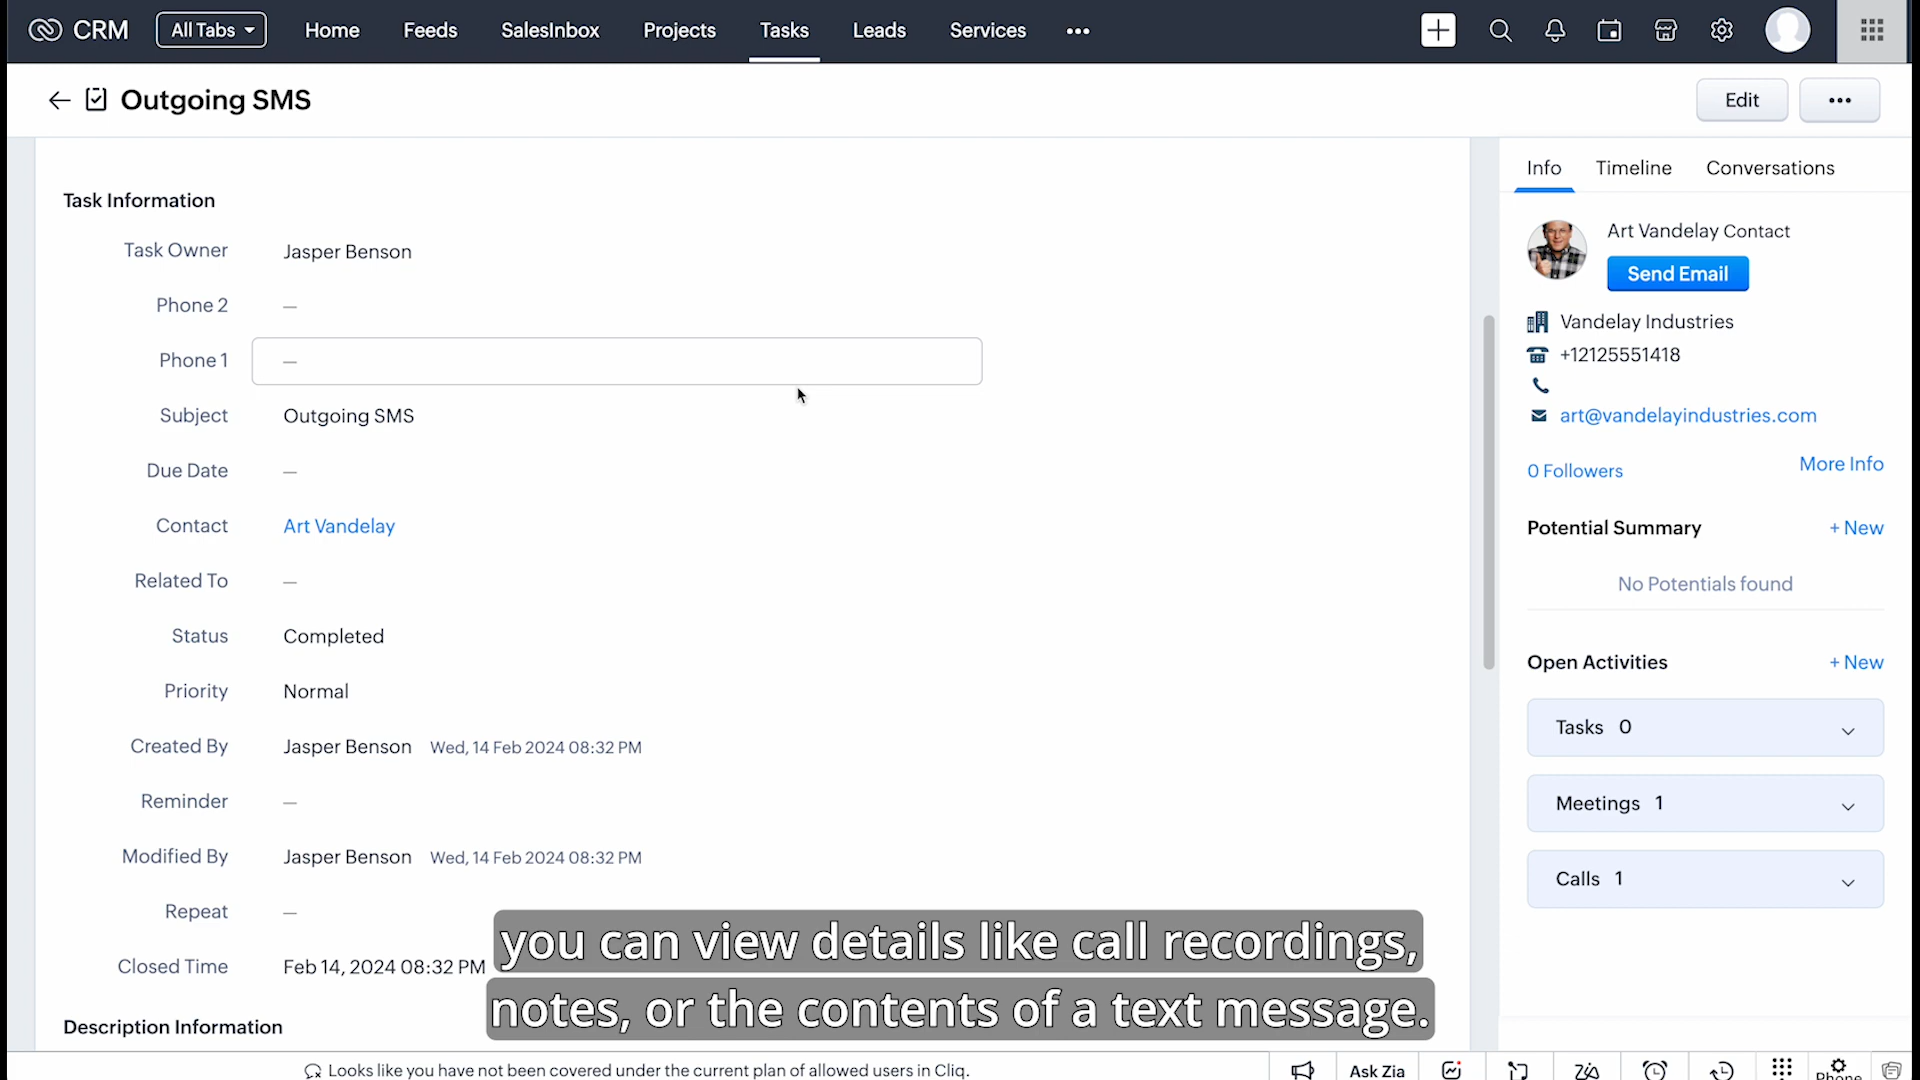 CRM All Tabs Home Feeds SalesInbox Projects Tasks Leads Services
Outgoing SMS
Edit
Task Information
Task Owner Jasper Benson
Phone 2 —
Phone 1 —
Subject Outgoing SMS
Due Date —
Contact Art Vandelay
Related To —
Status Completed
Priority Normal
Created By Jasper Benson Wed, 14 Feb 2024 08:32 PM
Reminder —
Modified By Jasper Benson Wed, 14 Feb 2024 08:32 PM
Repeat —
Closed Time Feb 14, 2024 08:32 PM
Description Information
Info Timeline Conversations
Art Vandelay Contact
Send Email
Vandelay Industries
+12125551418
art@vandelayindustries.com
0 Followers More Info
Potential Summary + New
No Potentials found
Open Activities + New
Tasks 0
Meetings 1
Calls 1
you can view details like call recordings,
notes, or the contents of a text message.
Looks like you have not been covered under the current plan of allowed users in Cliq.
Ask Zia
Phone